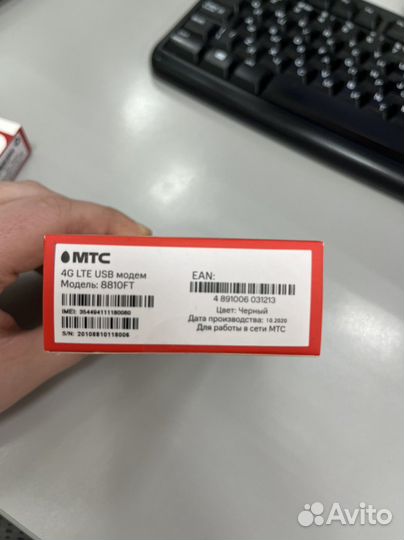 МТС
4G LTE USB модем
Модель: 8810FT
IMEI: 354494111180060
S/N: 20108810118006
EAN:
4 891006 031213
Цвет: Черный
Дата производства: 10.2020
Для работы в сети МТС
Avito